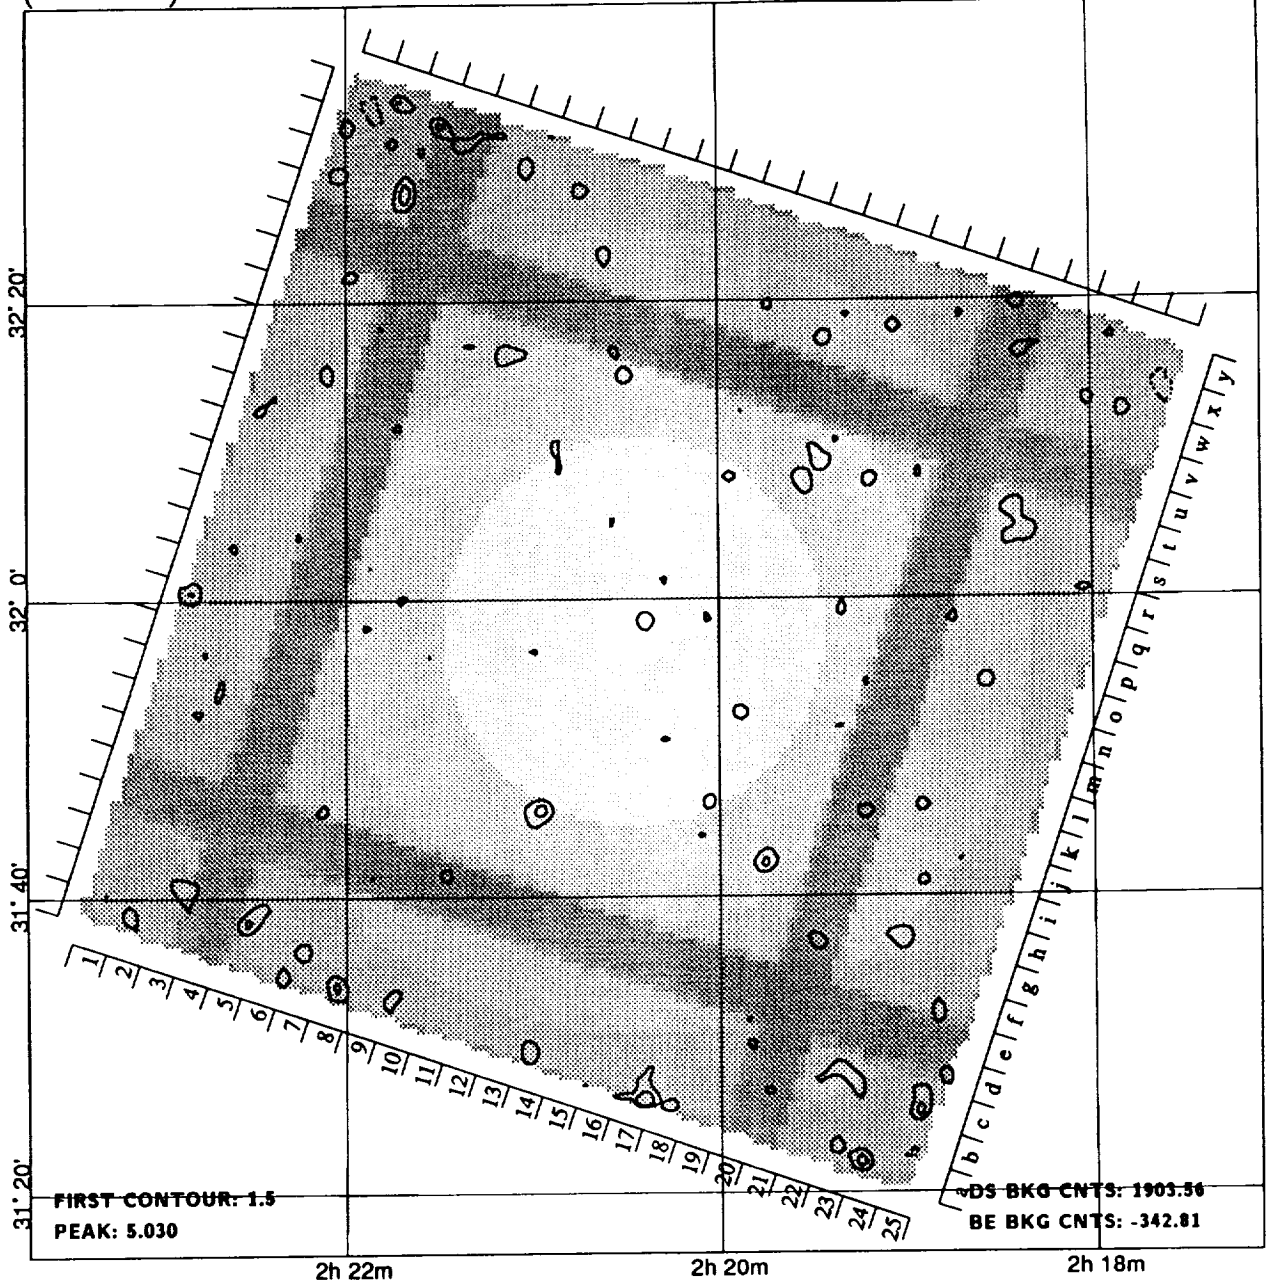 32° 20'
32° 0'
31° 40'
31° 20'
y
x
w
v
u
t
s
r
q
p
o
n
m
l
k
j
i
h
g
f
e
d
c
b
a
1 2 3 4 5 6 7 8 9 10 11 12 13 14 15 16 17 18 19 20 21 22 23 24 25
FIRST CONTOUR: 1.5
PEAK: 5.030
DS BKG CNTS: 1903.56
BE BKG CNTS: -342.81
2h 22m 2h 20m 2h 18m